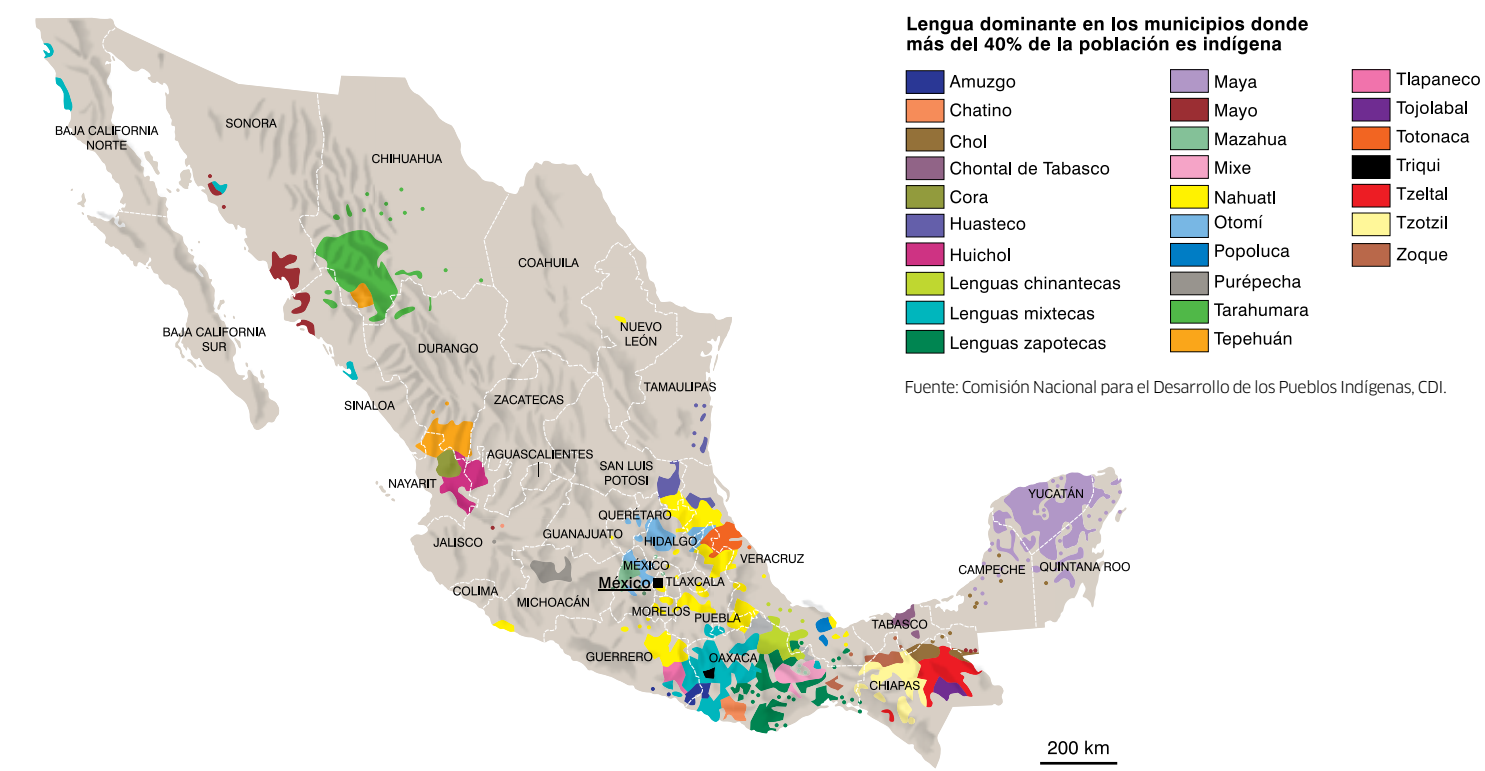 Lengua dominante en los municipios donde
más del 40% de la población es indígena
Amuzgo
Chatino
Chol
Chontal de Tabasco
Cora
Huasteco
Huichol
Lenguas chinantecas
Lenguas mixtecas
Lenguas zapotecas
Maya
Mayo
Mazahua
Mixe
Nahuatl
Otomí
Popoluca
Purépecha
Tarahumara
Tepehuán
Tlapaneco
Tojolabal
Totonaca
Triqui
Tzeltal
Tzotzil
Zoque
Fuente: Comisión Nacional para el Desarrollo de los Pueblos Indígenas, CDI.
BAJA CALIFORNIA
NORTE
SONORA
CHIHUAHUA
COAHUILA
BAJA CALIFORNIA
SUR
NUEVO
LEÓN
DURANGO
TAMAULIPAS
SINALOA
ZACATECAS
AGUASCALIENTES
SAN LUIS
POTOSI
NAYARIT
QUERÉTARO
GUANAJUATO
HIDALGO
JALISCO
VERACRUZ
MÉXICO
México
TLAXCALA
COLIMA
MICHOACÁN
MORELOS
PUEBLA
GUERRERO
OAXACA
TABASCO
CHIAPAS
YUCATÁN
CAMPECHE
QUINTANA ROO
200 km